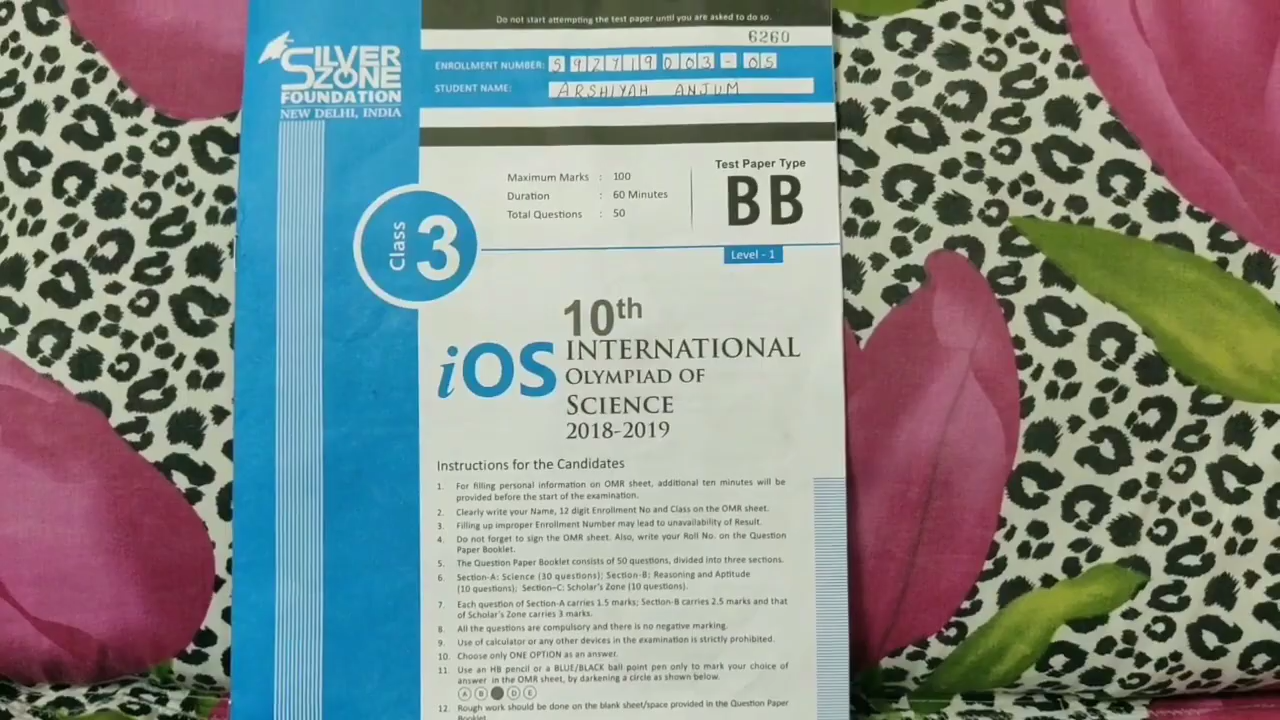 Do not start attempting the test paper until you are asked to do so.
6260
ENROLLMENT NUMBER: 592719003-05
STUDENT NAME: ARSHIYAH ANJUM
SILVER
ZONE
FOUNDATION
NEW DELHI, INDIA
Maximum Marks : 100
Duration : 60 Minutes
Total Questions : 50
Test Paper Type
BB
Class 3
Level - 1
iOS
10th
INTERNATIONAL
OLYMPIAD OF
SCIENCE
2018-2019
Instructions for the Candidates
1. For filling personal information on OMR sheet, additional ten minutes will be
provided before the start of the examination.
2. Clearly write your Name, 12 digit Enrollment No and Class on the OMR sheet.
3. Filling up improper Enrollment Number may lead to unavailability of Result.
4. Do not forget to sign the OMR sheet. Also, write your Roll No. on the Question
Paper Booklet.
5. The Question Paper Booklet consists of 50 questions, divided into three sections.
6. Section-A: Science (30 questions); Section-B: Reasoning and Aptitude
(10 questions); Section-C: Scholar's Zone (10 questions).
7. Each question of Section-A carries 1.5 marks; Section-B carries 2.5 marks and that
of Scholar's Zone carries 3 marks.
8. All the questions are compulsory and there is no negative marking.
9. Use of calculator or any other devices in the examination is strictly prohibited.
10. Choose only ONE OPTION as an answer.
11. Use an HB pencil or a BLUE/BLACK ball point pen only to mark your choice of
answer in the OMR sheet, by darkening a circle as shown below.
A B D E
12. Rough work should be done on the blank sheet/space provided in the Question Paper
Booklet.